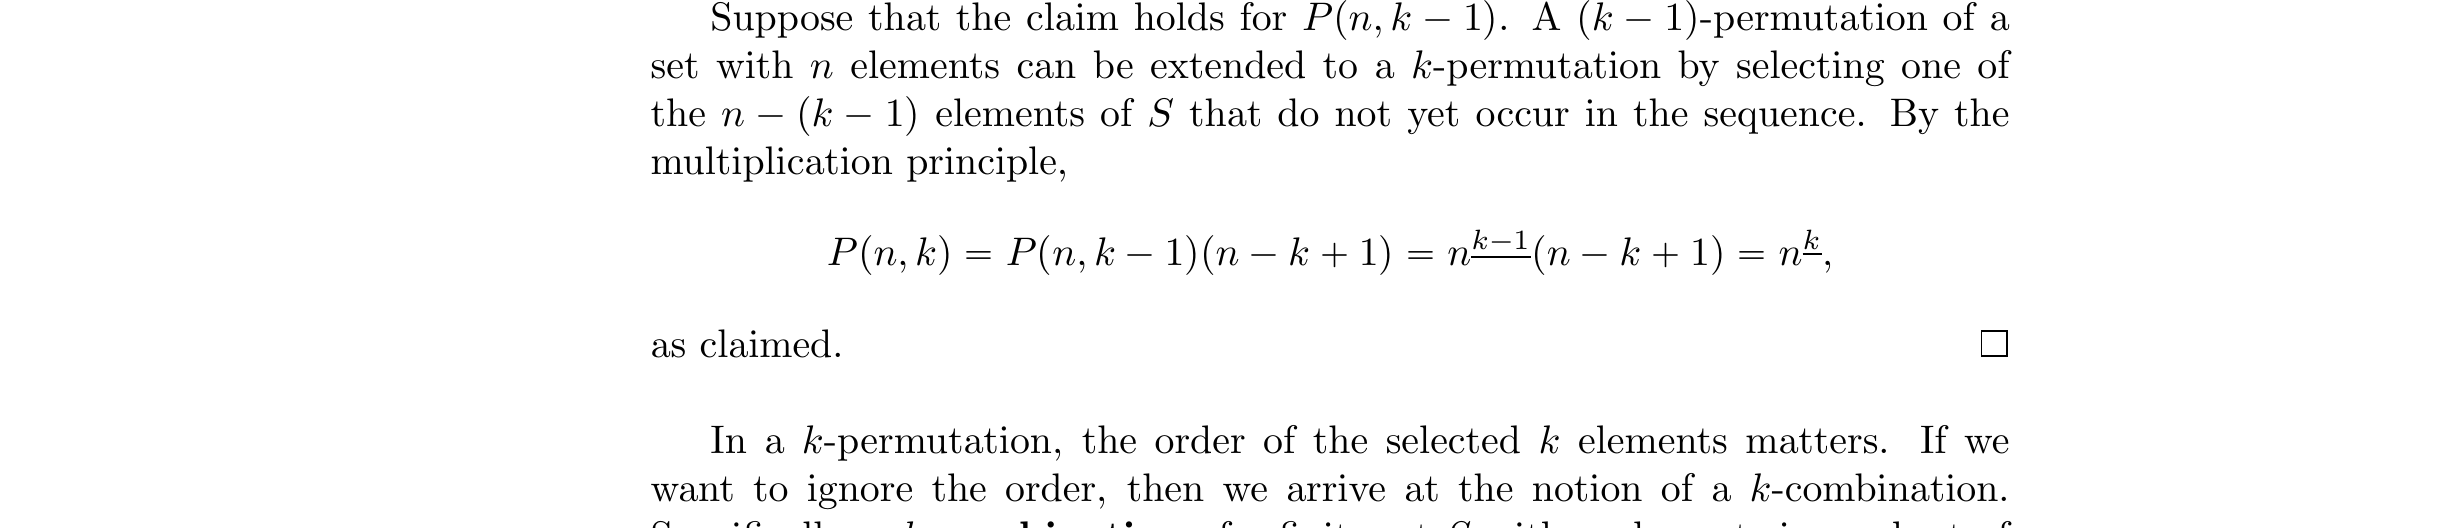 Suppose that the claim holds for P(n, k − 1). A (k − 1)-permutation of a
set with n elements can be extended to a k-permutation by selecting one of
the n − (k − 1) elements of S that do not yet occur in the sequence. By the
multiplication principle,
P(n, k) = P(n, k − 1)(n − k + 1) = n^{\underline{k−1}}(n − k + 1) = n^{\underline{k}},
as claimed. □
In a k-permutation, the order of the selected k elements matters. If we
want to ignore the order, then we arrive at the notion of a k-combination.